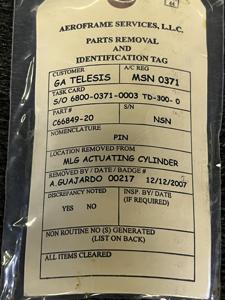 AEROFRAME SERVICES, L.L.C.
PARTS REMOVAL
AND
IDENTIFICATION TAG
CUSTOMER A/C REG
GA TELESIS MSN 0371
TASK CARD
S/O 6800-0371-0003 TD-300-0
PART # S/N
C66849-20 NSN
NOMENCLATURE
PIN
LOCATION REMOVED FROM
MLG ACTUATING CYLINDER
REMOVED BY / DATE / BADGE #
A.GUAJARDO 00217 12/12/2007
DISCREPANCY NOTED INSP. BY/ DATE
YES NO (IF REQUIRED)
NON ROUTINE NO (S) GENERATED
(LIST ON BACK)
ALL ITEMS CLEARED